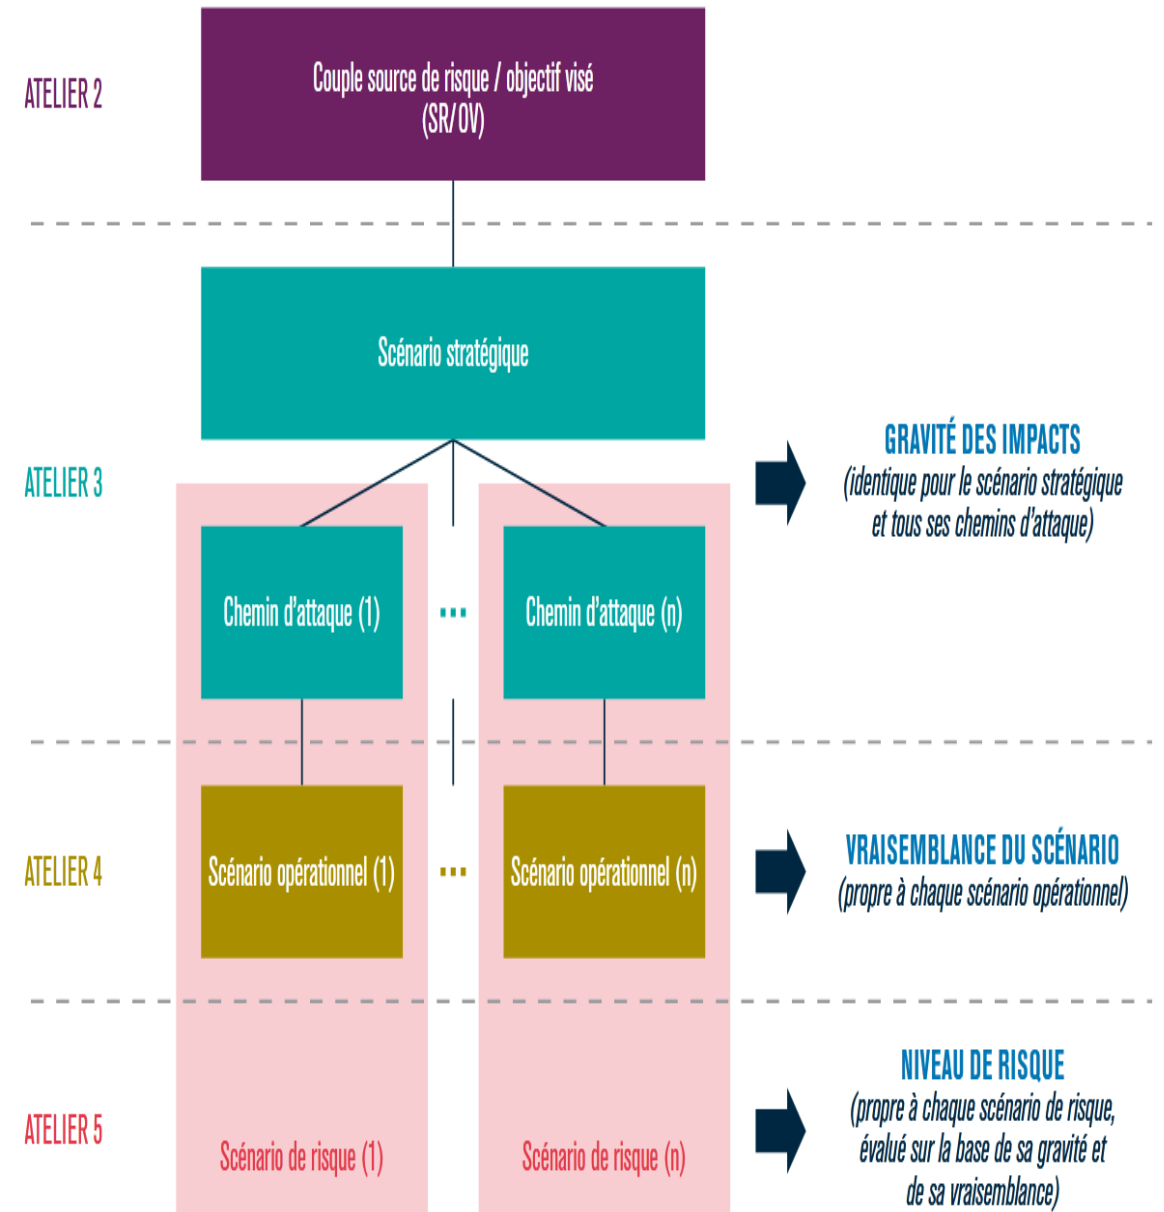 ATELIER 2
Couple source de risque / objectif visé
(SR/OV)
Scénario stratégique
ATELIER 3
GRAVITÉ DES IMPACTS
(identique pour le scénario stratégique
et tous ses chemins d'attaque)
Chemin d'attaque (1)
...
Chemin d'attaque (n)
ATELIER 4
Scénario opérationnel (1)
...
Scénario opérationnel (n)
VRAISEMBLANCE DU SCÉNARIO
(propre à chaque scénario opérationnel)
ATELIER 5
Scénario de risque (1)
Scénario de risque (n)
NIVEAU DE RISQUE
(propre à chaque scénario de risque,
évalué sur la base de sa gravité et
de sa vraisemblance)